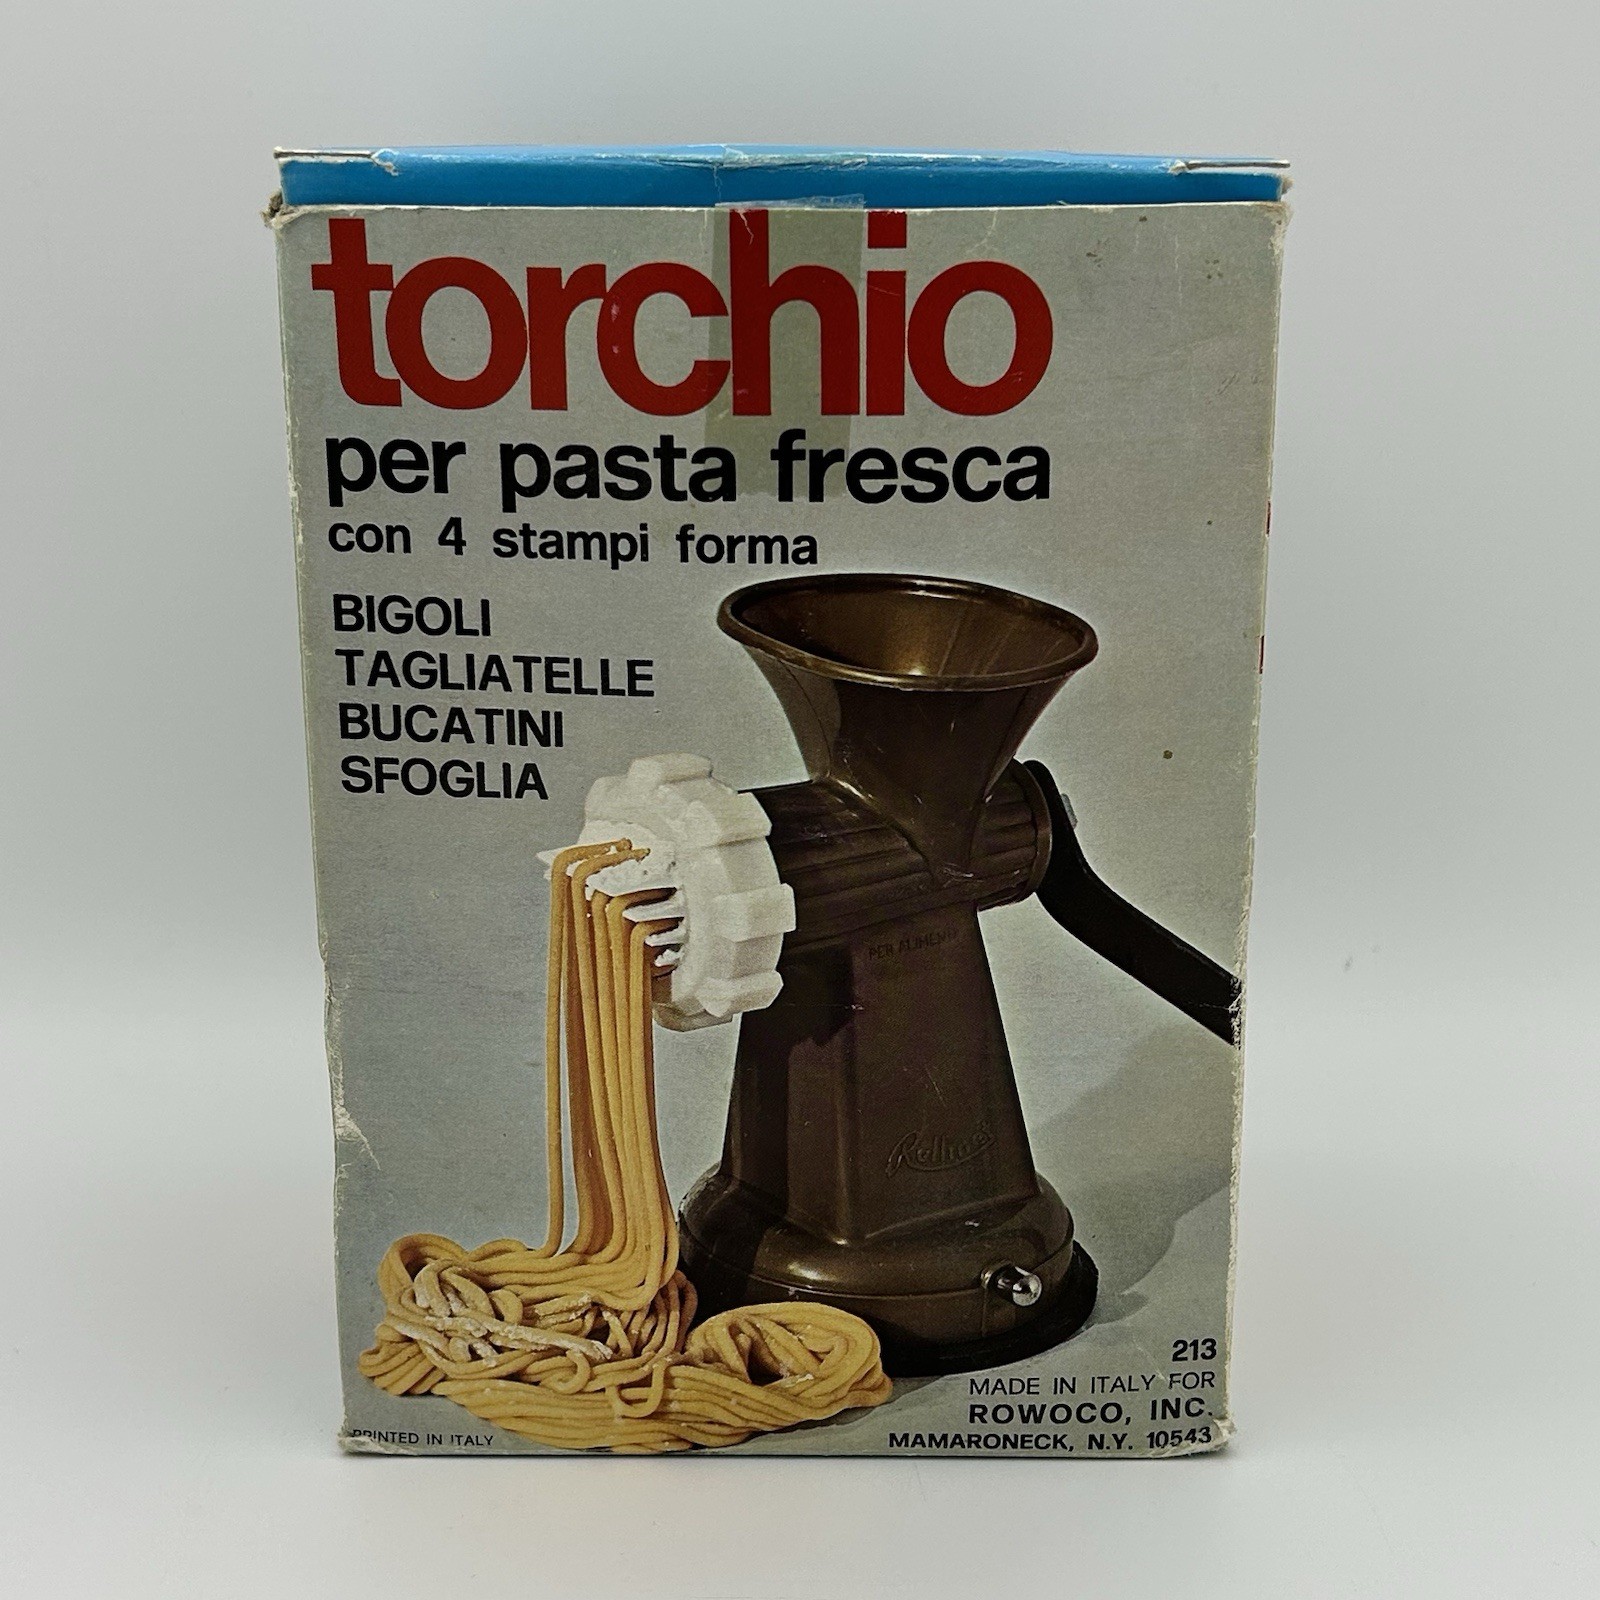 torchio
per pasta fresca
con 4 stampi forma
BIGOLI
TAGLIATELLE
BUCATINI
SFOGLIA
PER ALIMENTI
213
MADE IN ITALY FOR
ROWOCO, INC.
MAMARONECK, N.Y. 10543
PRINTED IN ITALY